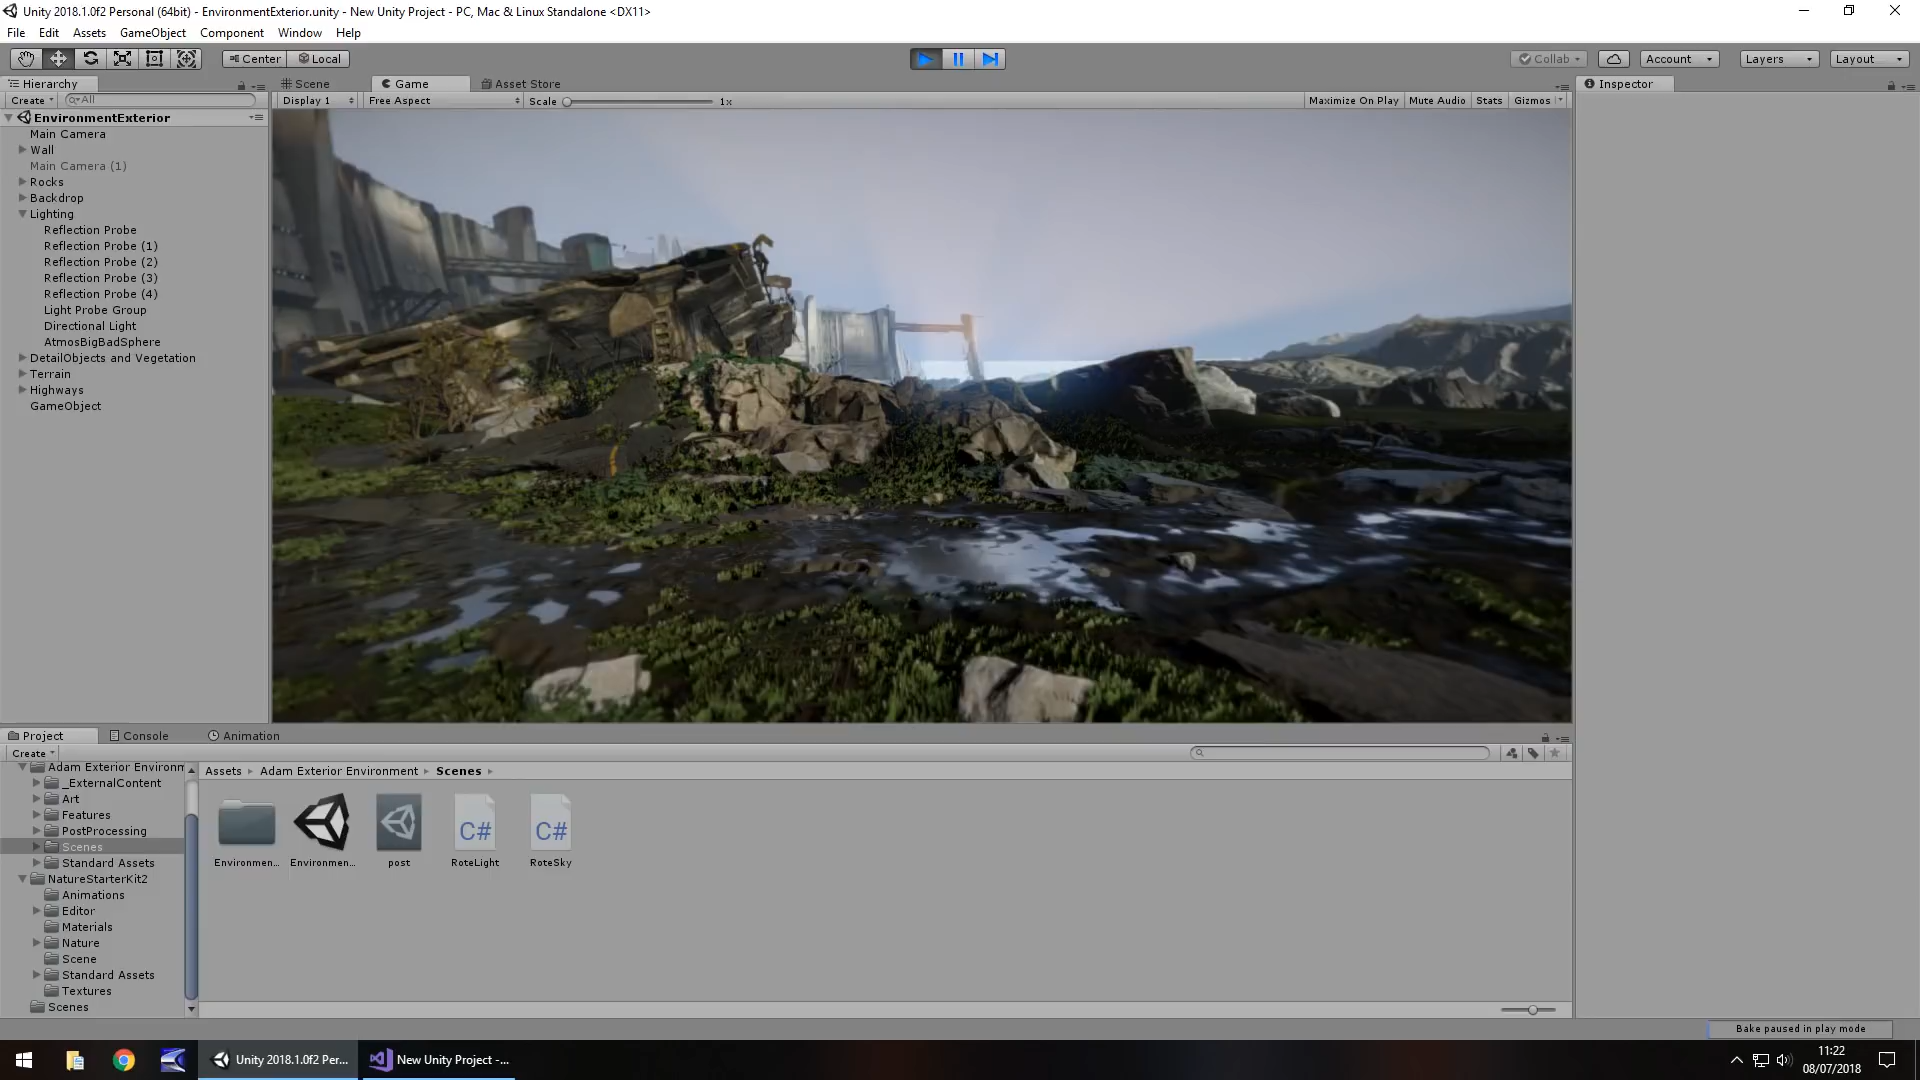 Unity 2018.1.0f2 Personal (64bit) - EnvironmentExterior.unity - New Unity Project - PC, Mac & Linux Standalone <DX11>
File Edit Assets GameObject Component Window Help
Center Local Collab Account Layers Layout
Hierarchy Scene Game Asset Store Inspector
Create All Display 1 Free Aspect Scale 1x Maximize On Play Mute Audio Stats Gizmos
EnvironmentExterior
Main Camera
Wall
Main Camera (1)
Rocks
Backdrop
Lighting
Reflection Probe
Reflection Probe (1)
Reflection Probe (2)
Reflection Probe (3)
Reflection Probe (4)
Light Probe Group
Directional Light
AtmosBigBadSphere
DetailObjects and Vegetation
Terrain
Highways
GameObject
Project Console Animation
Create
Adam Exterior Environm
_ExternalContent
Art
Features
PostProcessing
Scenes
Standard Assets
NatureStarterKit2
Animations
Editor
Materials
Nature
Scene
Standard Assets
Textures
Scenes
Assets Adam Exterior Environment Scenes
C# C#
Environmen... Environmen... post RoteLight RoteSky
Bake paused in play mode
Unity 2018.1.0f2 Per... New Unity Project -...
11:22
08/07/2018